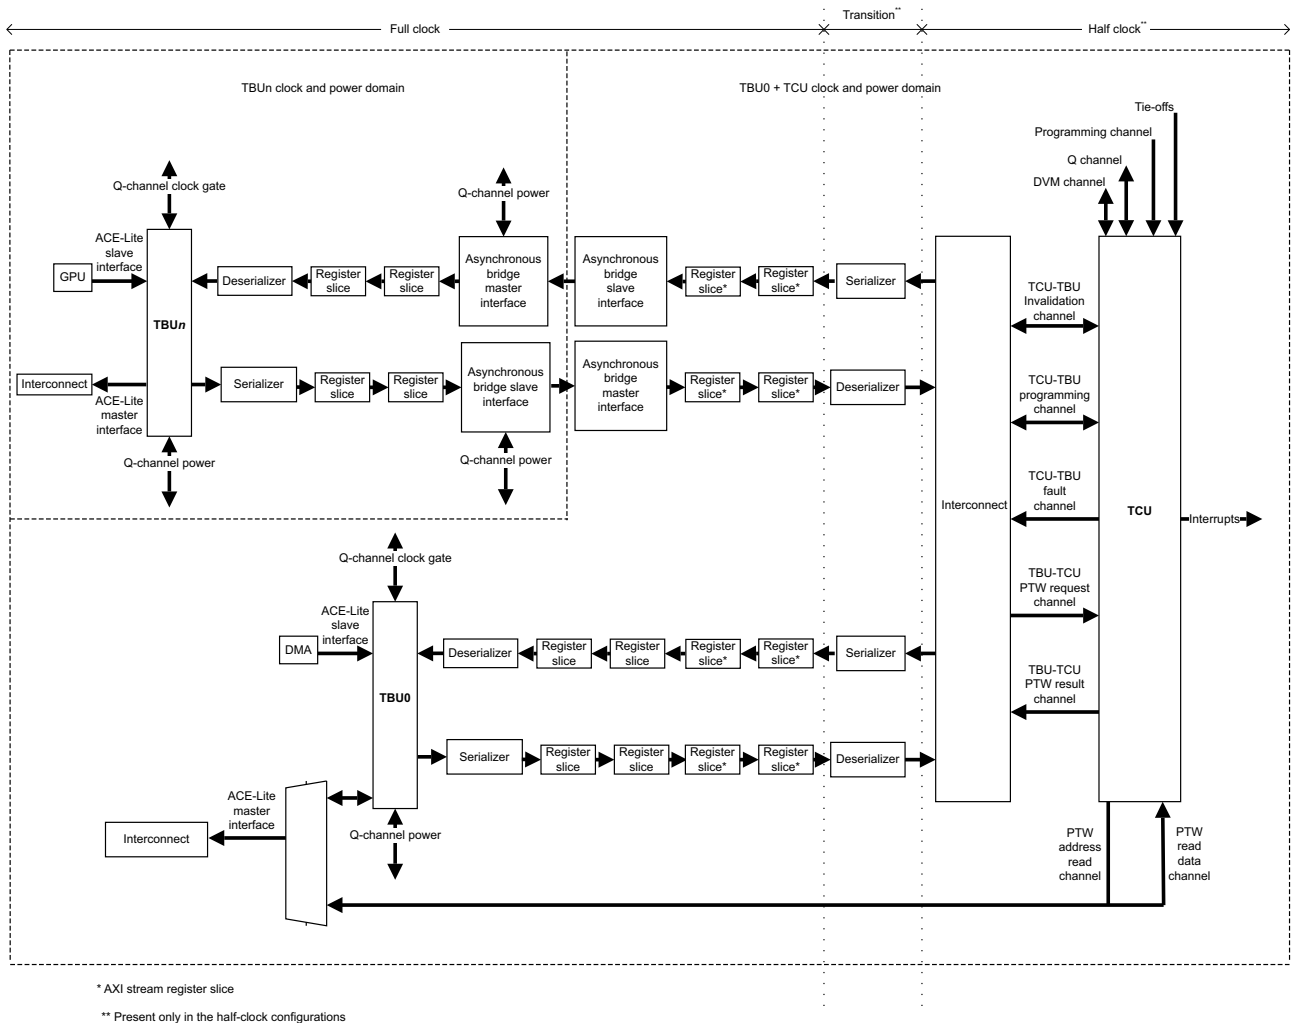 Transition**
Full clock
Half clock**
TBUn clock and power domain
TBU0 + TCU clock and power domain
Tie-offs
Programming channel
Q channel
DVM channel
Q-channel clock gate
Q-channel power
ACE-Lite
slave
interface
GPU
TBUn
Deserializer
Register
slice
Register
slice
Asynchronous
bridge
master
interface
Asynchronous
bridge
slave
interface
Register
slice*
Register
slice*
Serializer
TCU-TBU
Invalidation
channel
Interconnect
ACE-Lite
master
interface
Serializer
Register
slice
Register
slice
Asynchronous
bridge slave
interface
Asynchronous
bridge
master
interface
Register
slice*
Register
slice*
Deserializer
TCU-TBU
programming
channel
Q-channel power
Q-channel power
TCU-TBU
fault
channel
Interconnect
TCU
Interrupts
Q-channel clock gate
TBU-TCU
PTW request
channel
ACE-Lite
slave
interface
DMA
TBU0
Deserializer
Register
slice
Register
slice
Register
slice*
Register
slice*
Serializer
TBU-TCU
PTW result
channel
Serializer
Register
slice
Register
slice
Register
slice*
Register
slice*
Deserializer
ACE-Lite
master
interface
Interconnect
Q-channel power
PTW
address
read
channel
PTW
read
data
channel
* AXI stream register slice
** Present only in the half-clock configurations